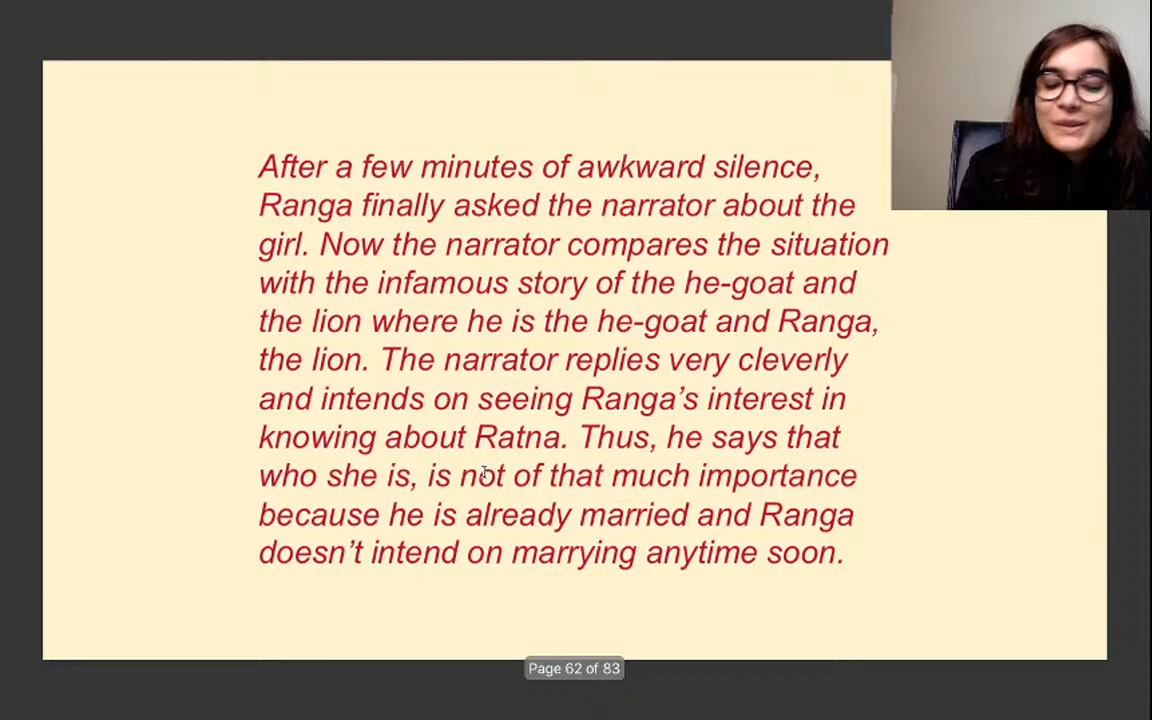 After a few minutes of awkward silence,
Ranga finally asked the narrator about the
girl. Now the narrator compares the situation
with the infamous story of the he-goat and
the lion where he is the he-goat and Ranga,
the lion. The narrator replies very cleverly
and intends on seeing Ranga’s interest in
knowing about Ratna. Thus, he says that
who she is, is not of that much importance
because he is already married and Ranga
doesn’t intend on marrying anytime soon.
Page 62 of 83